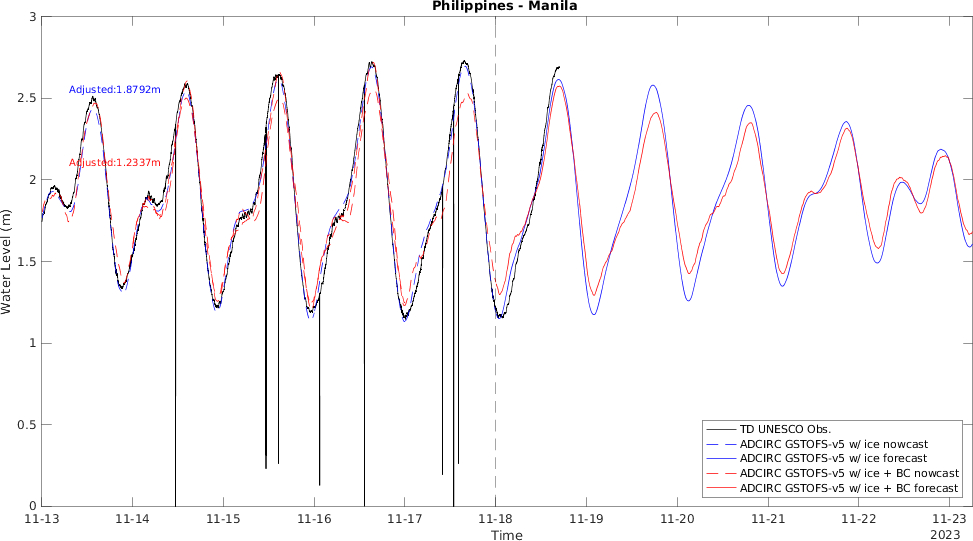 Philippines - Manila
3
2.5
2
1.5
1
0.5
0
Water Level (m)
Adjusted:1.8792m
Adjusted:1.2337m
TD UNESCO Obs.
ADCIRC GSTOFS-v5 w/ ice nowcast
ADCIRC GSTOFS-v5 w/ ice forecast
ADCIRC GSTOFS-v5 w/ ice + BC nowcast
ADCIRC GSTOFS-v5 w/ ice + BC forecast
11-13 11-14 11-15 11-16 11-17 11-18 11-19 11-20 11-21 11-22 11-23
Time
2023